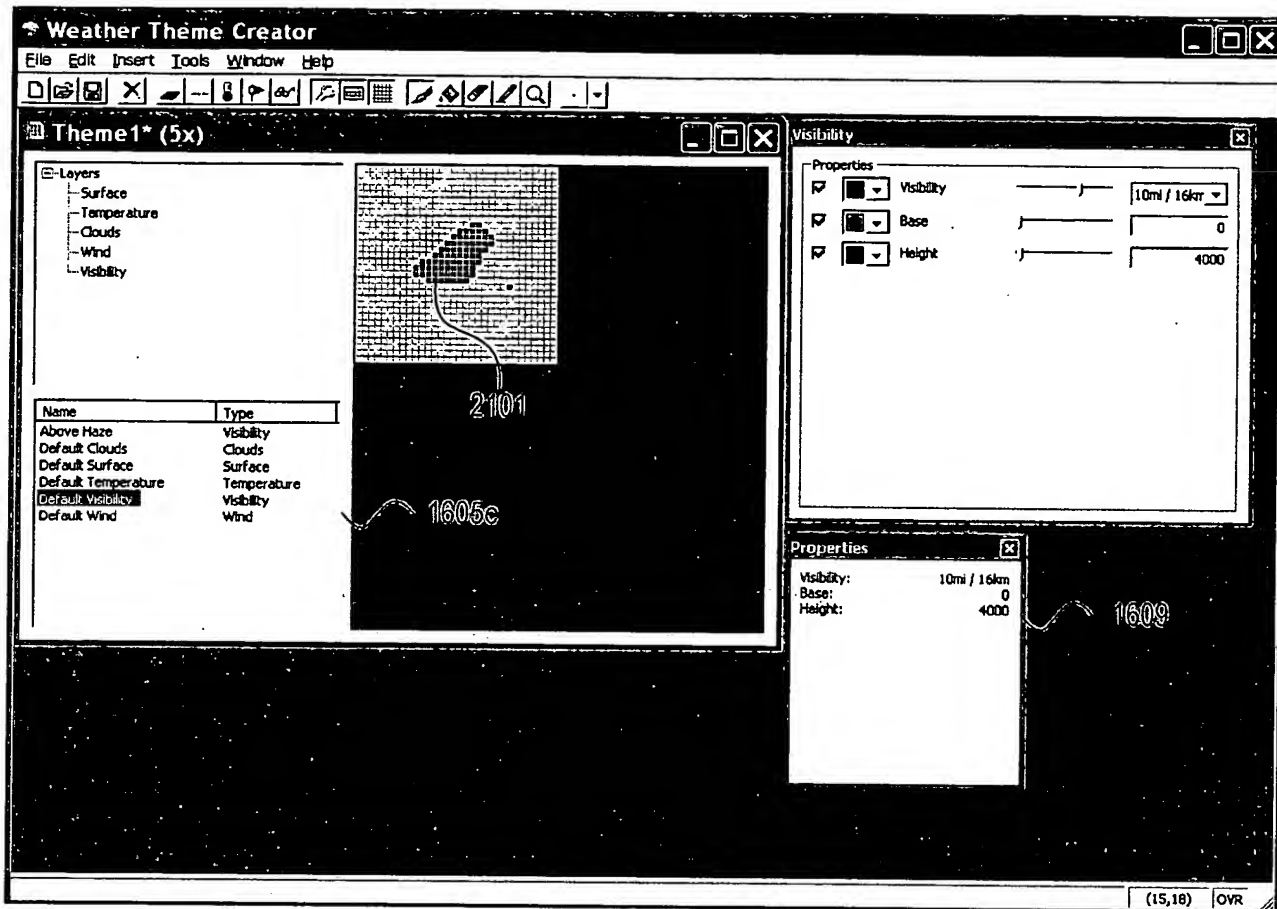 Weather Theme Creator
File Edit Insert Tools Window Help
Theme1* (5x)
Layers
Surface
Temperature
Clouds
Wind
Visibility
Name Type
Above Haze Visibility
Default Clouds Clouds
Default Surface Surface
Default Temperature Temperature
Default Visibility Visibility
Default Wind Wind
2101
1605c
Visibility
Properties
Visibility 10mi / 16km
Base 0
Height 4000
Properties
Visibility: 10mi / 16km
Base: 0
Height: 4000
1609
(15,18) OVR